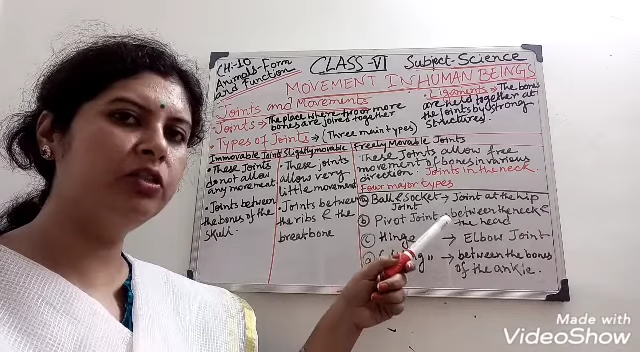 CH:-10
Animals-Form
and function
CLASS-VI Subject-Science
MOVEMENT IN HUMAN BEINGS
Joints and Movements
Joints → The place where two or more
bones are joined together
Types of Joints → (Three main types)
Ligaments → The bones
are held together at
the joints by strong
structures.
Immovable Joint
• These Joints
do not allow
any movement
• Joints between
the bones of the
skull.
Slightly movable
These joints
allow very
little movement
Joints between
the ribs & the
breatbone
Freely Movable Joints
These Joints allow free
movement of bones in various
direction. Joints in the neck.
Four major types
a) Ball & Socket → Joint at the hip
Joint
b) Pivot Joint → between the neck &
the head
c) Hinge → Elbow Joint
→ between the bones
of the ankle.
Made with
VideoShow